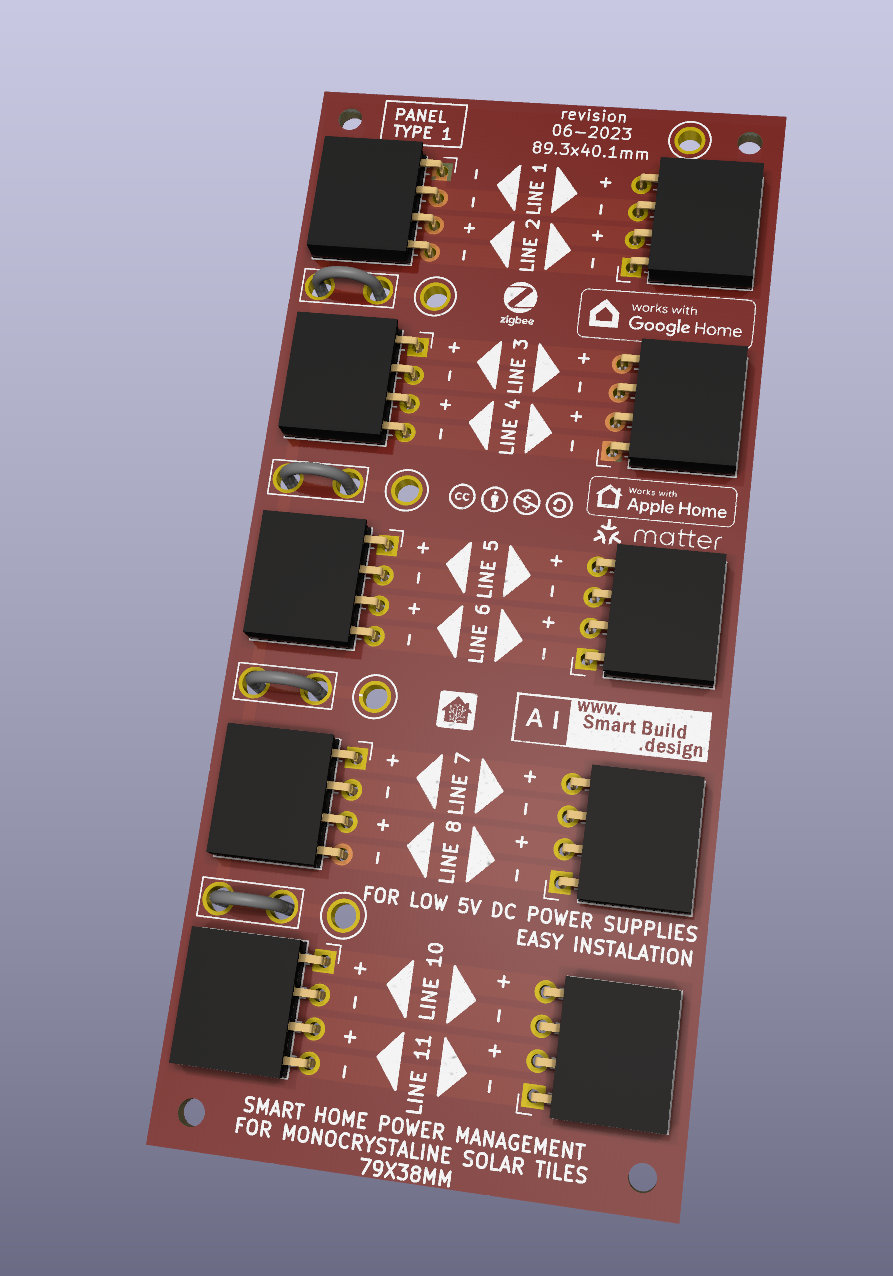 PANEL
TYPE 1
revision
06-2023
89.3x40.1mm
LINE 1
LINE 2
zigbee
works with
Google Home
LINE 3
LINE 4
cc
Works with
Apple Home
matter
LINE 5
LINE 6
AI
www.
Smart Build
.design
LINE 7
LINE 8
FOR LOW 5V DC POWER SUPPLIES
EASY INSTALATION
LINE 10
LINE 11
SMART HOME POWER MANAGEMENT
FOR MONOCRYSTALINE SOLAR TILES
79X38MM